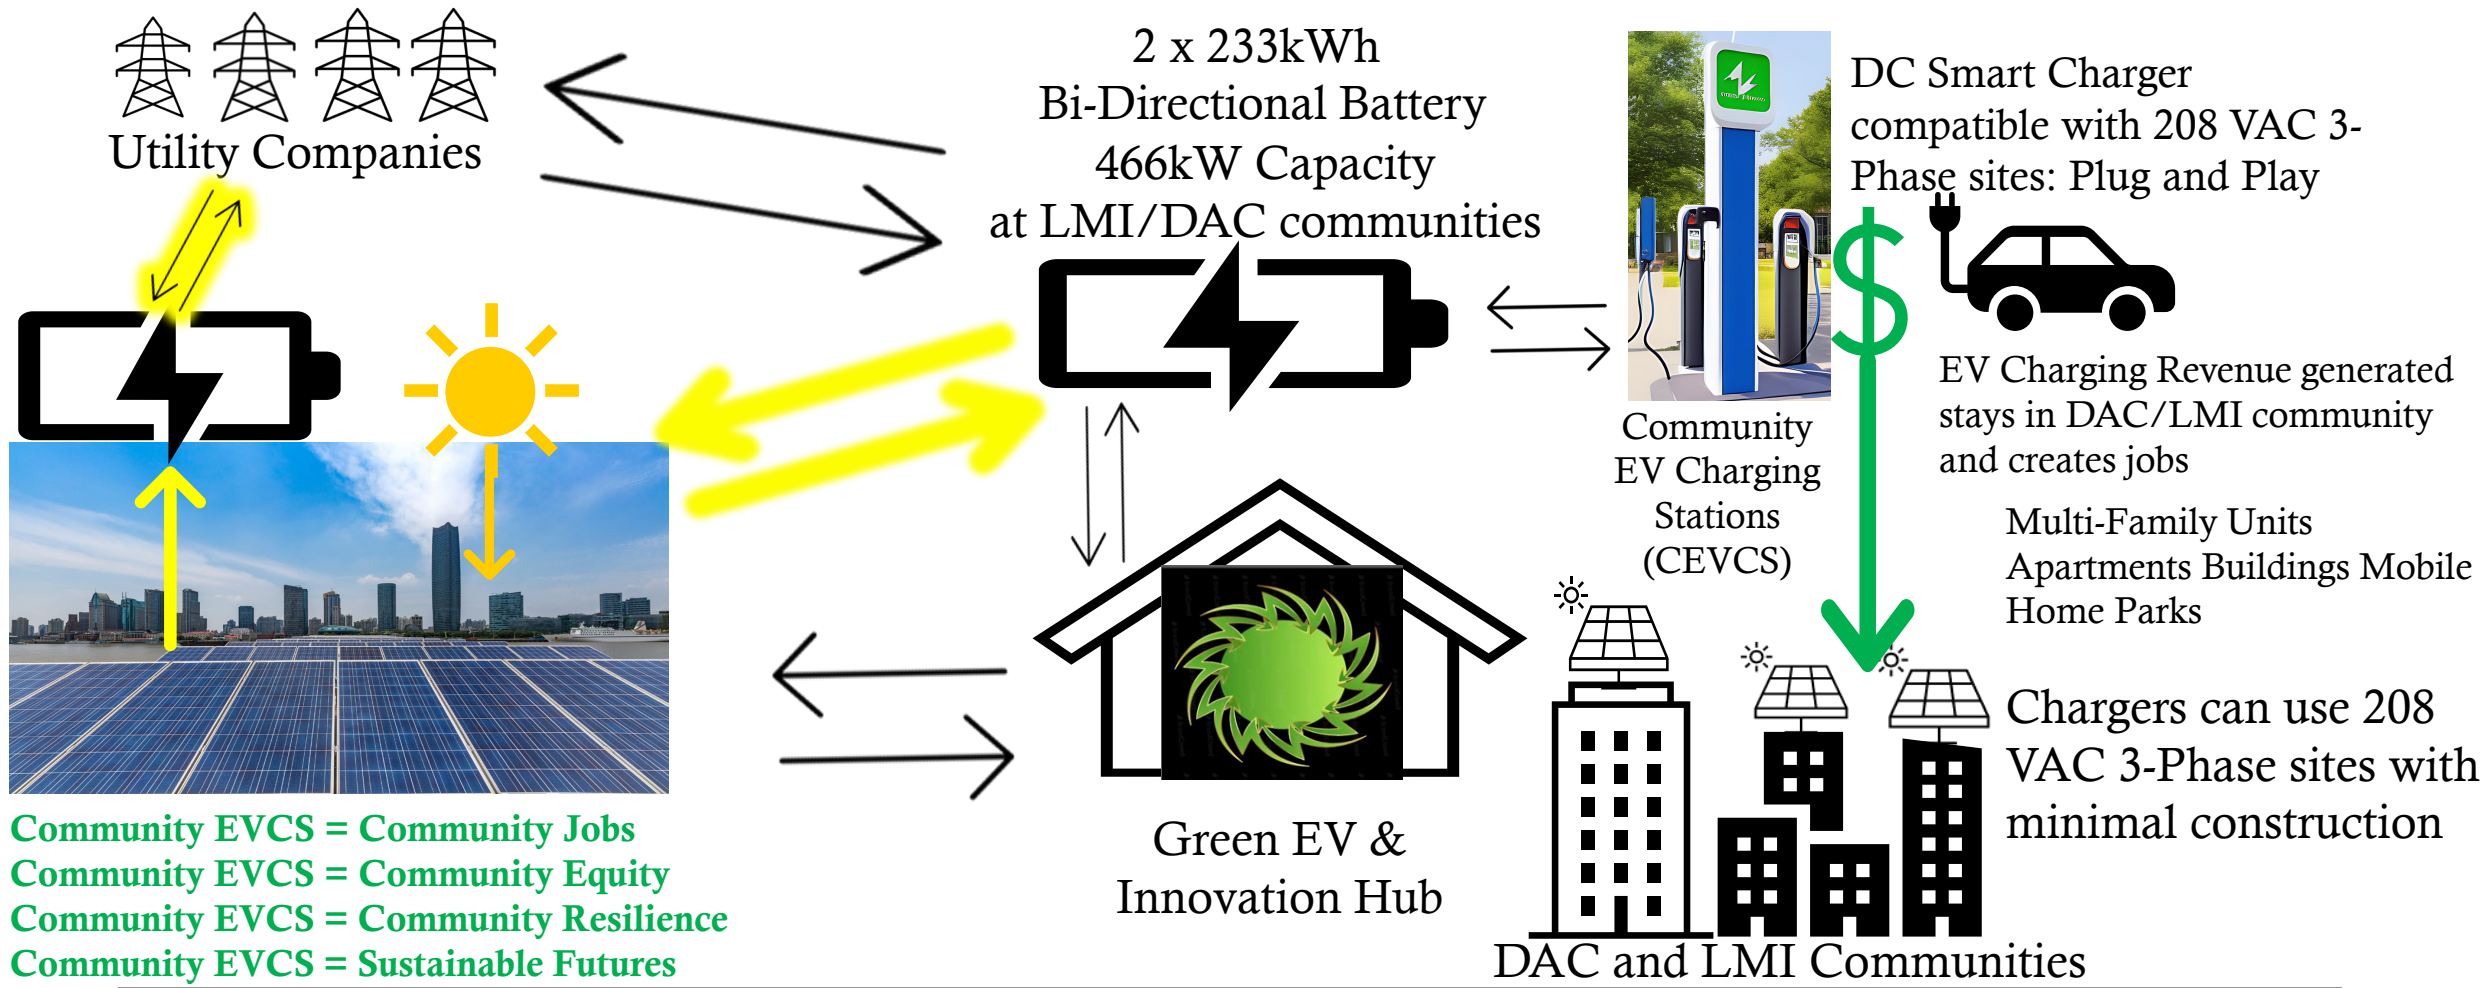 Utility Companies
2 x 233kWh
Bi-Directional Battery
466kW Capacity
at LMI/DAC communities
DC Smart Charger
compatible with 208 VAC 3-
Phase sites: Plug and Play
EV Charging Revenue generated
stays in DAC/LMI community
and creates jobs
Community
EV Charging
Stations
(CEVCS)
Multi-Family Units
Apartments Buildings Mobile
Home Parks
Chargers can use 208
VAC 3-Phase sites with
minimal construction
Green EV &
Innovation Hub
DAC and LMI Communities
Community EVCS = Community Jobs
Community EVCS = Community Equity
Community EVCS = Community Resilience
Community EVCS = Sustainable Futures